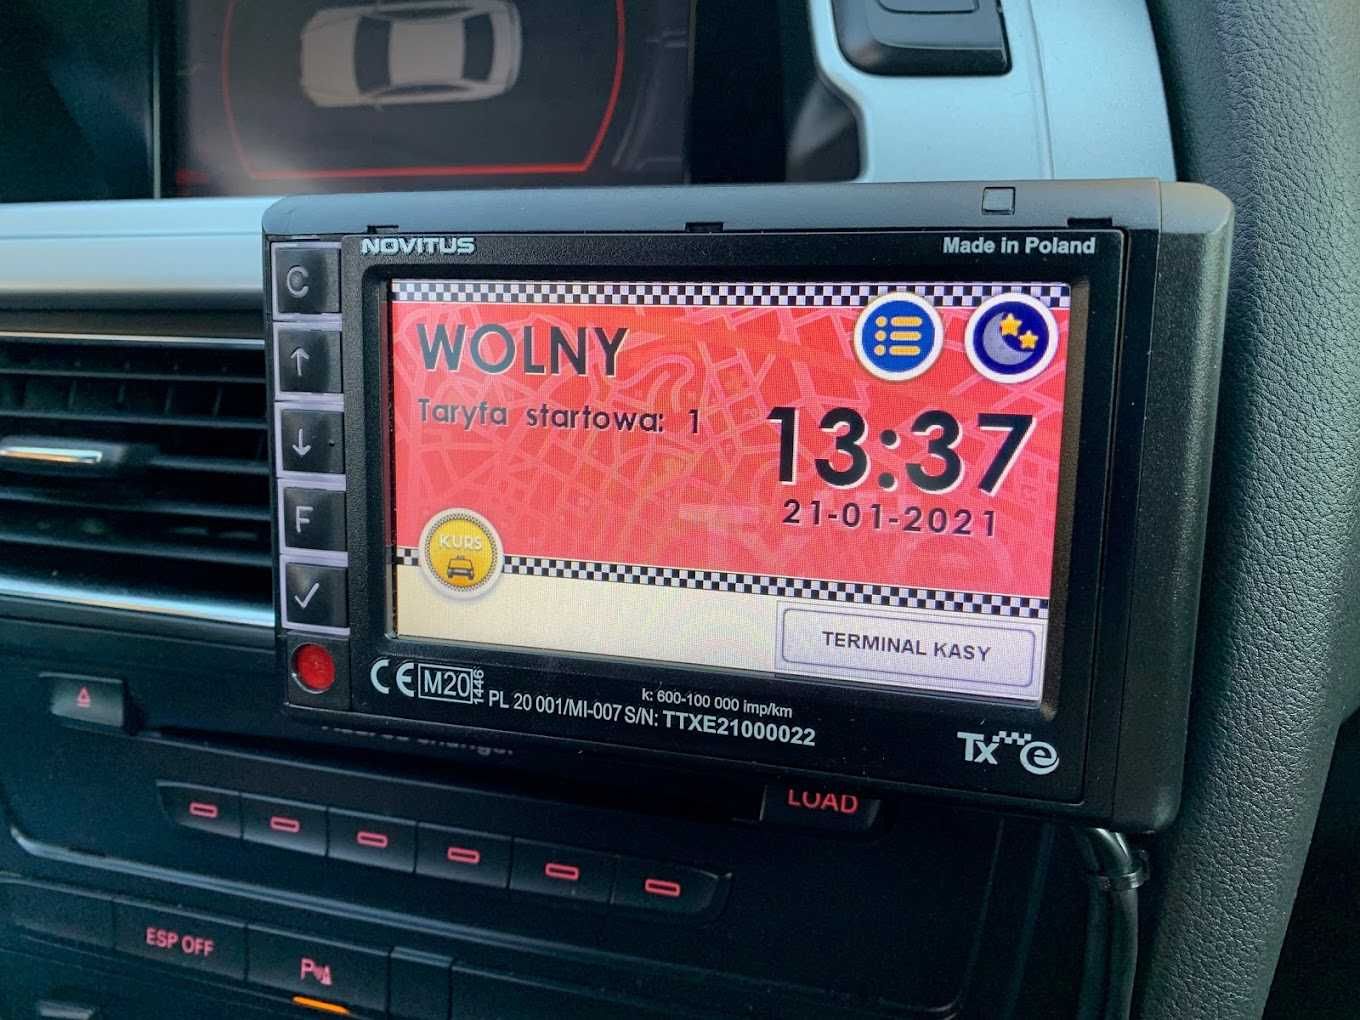 NOVITUS
Made in Poland
C
F
WOLNY
Taryfa startowa: 1
13:37
21-01-2021
KURS
TERMINAL KASY
CE M20 1446
PL 20 001/MI-007 S/N: TTXE21000022
k: 600-100 000 imp/km
Tx e
LOAD
ESP OFF
P